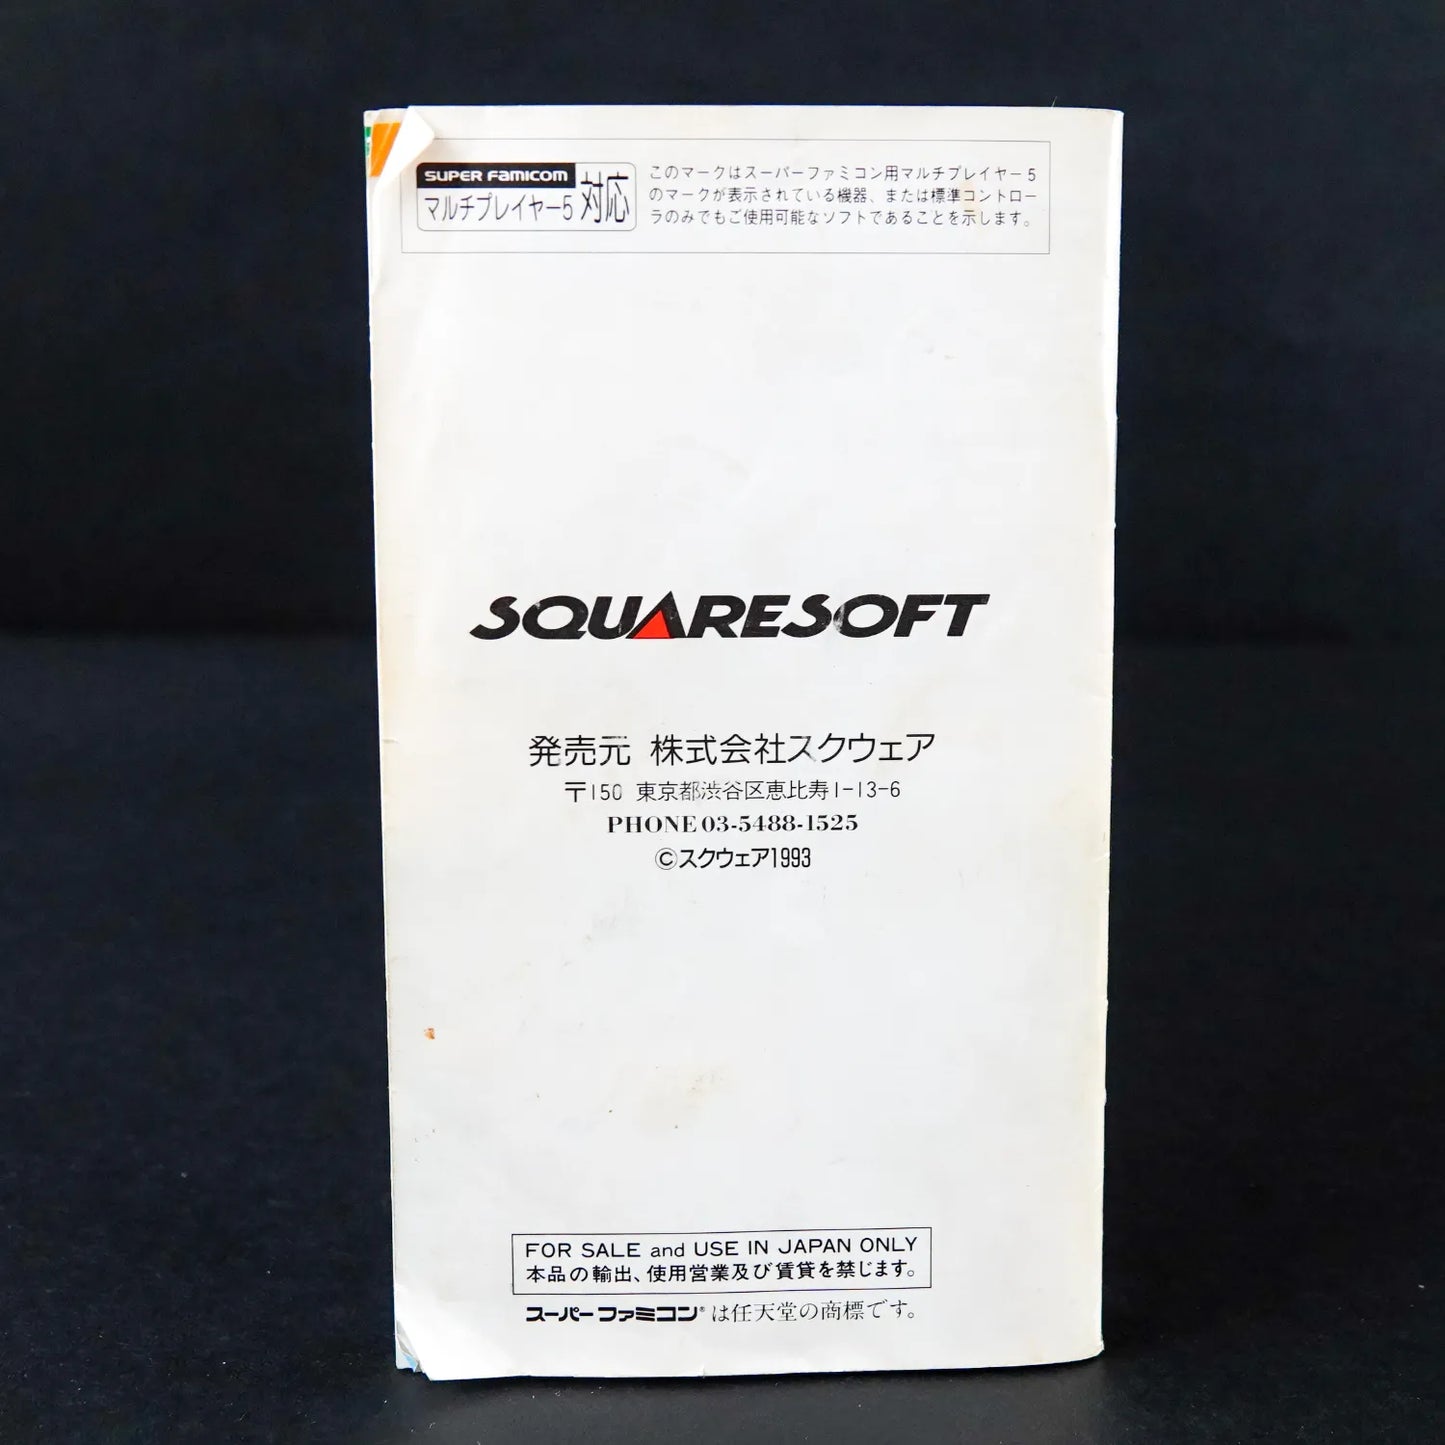 SUPER FAMICOM
マルチプレイヤー5 対応
このマークはスーパーファミコン用マルチプレイヤー5
のマークが表示されている機器、または標準コントロー
ラのみでもご使用可能なソフトであることを示します。
SQUARESOFT
発売元 株式会社スクウェア
〒150 東京都渋谷区恵比寿1-13-6
PHONE 03-5488-1525
©スクウェア1993
FOR SALE and USE IN JAPAN ONLY
本品の輸出、使用営業及び賃貸を禁じます。
スーパーファミコン®は任天堂の商標です。